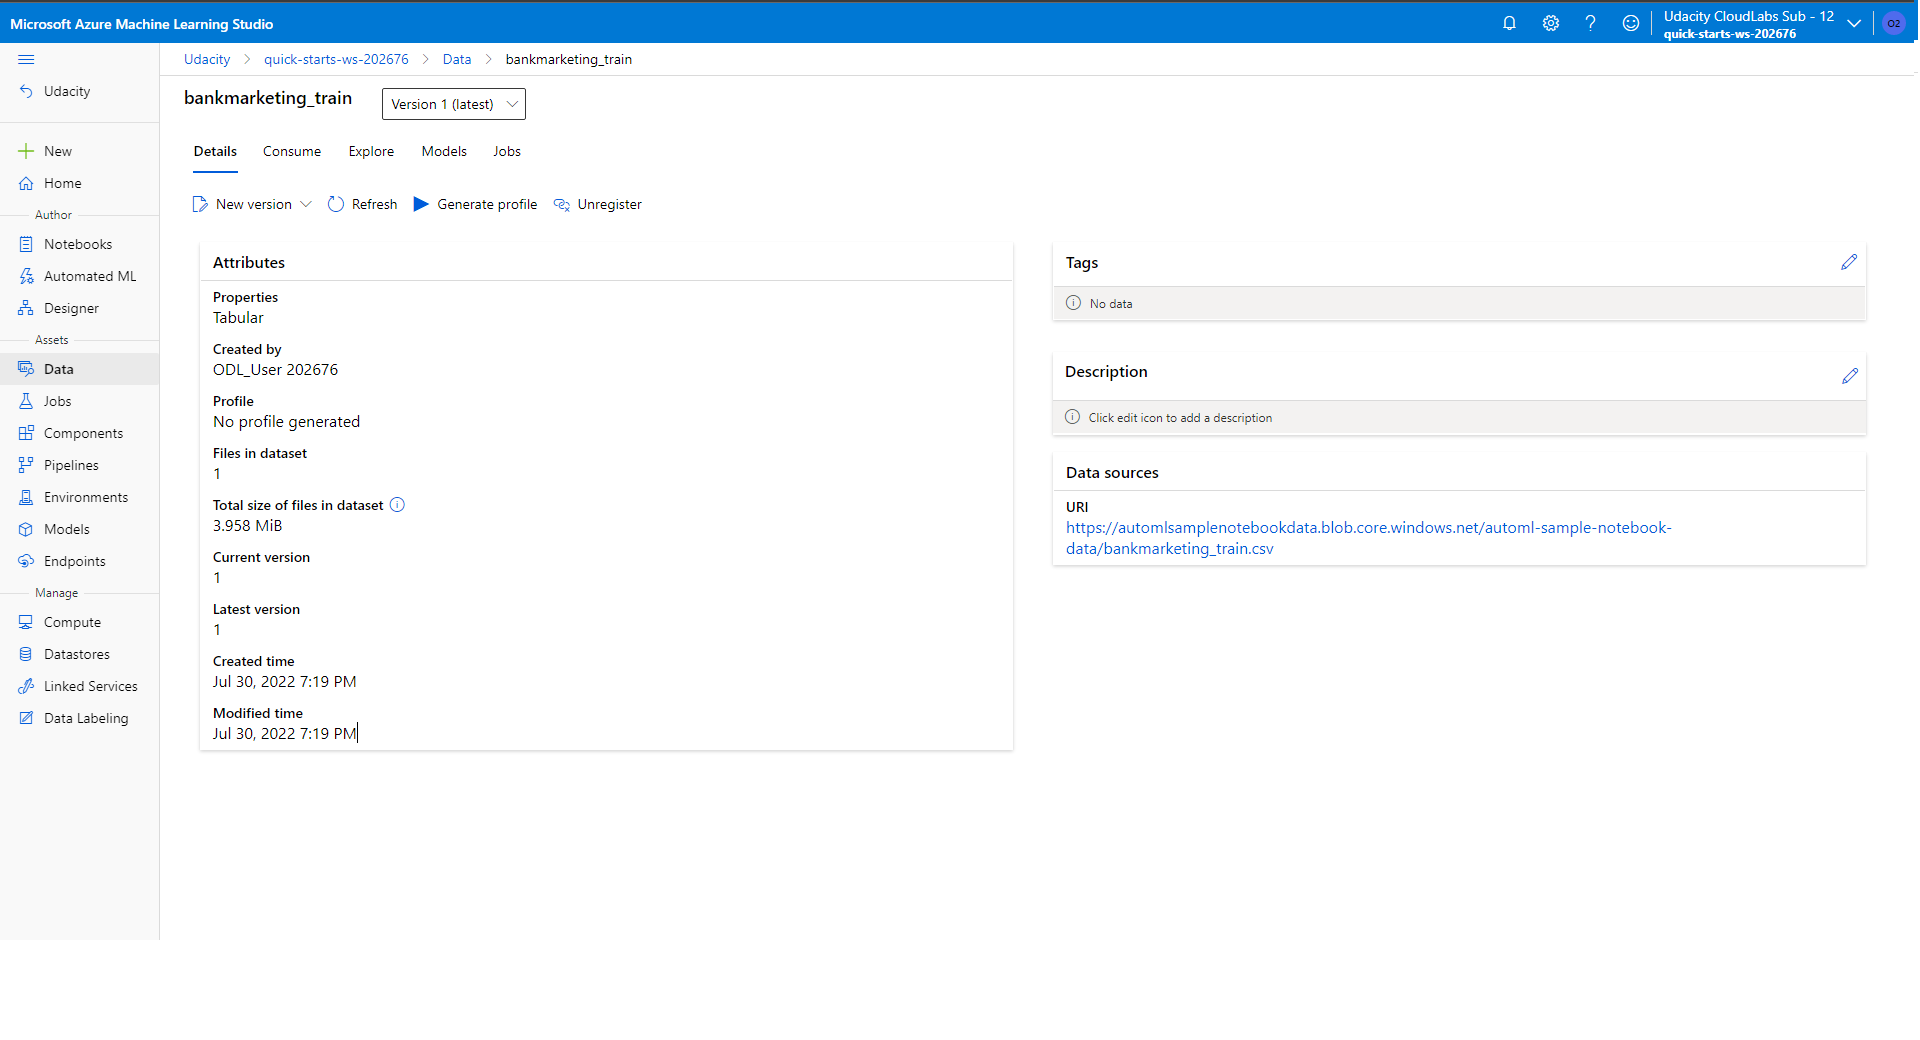 Microsoft Azure Machine Learning Studio
Udacity CloudLabs Sub - 12
quick-starts-ws-202676
O2
Udacity > quick-starts-ws-202676 > Data > bankmarketing_train
Udacity
New
Home
Author
Notebooks
Automated ML
Designer
Assets
Data
Jobs
Components
Pipelines
Environments
Models
Endpoints
Manage
Compute
Datastores
Linked Services
Data Labeling
bankmarketing_train
Version 1 (latest)
Details Consume Explore Models Jobs
New version Refresh Generate profile Unregister
Attributes
Properties
Tabular
Created by
ODL_User 202676
Profile
No profile generated
Files in dataset
1
Total size of files in dataset
3.958 MiB
Current version
1
Latest version
1
Created time
Jul 30, 2022 7:19 PM
Modified time
Jul 30, 2022 7:19 PM
Tags
No data
Description
Click edit icon to add a description
Data sources
URI
https://automlsamplenotebookdata.blob.core.windows.net/automl-sample-notebook-
data/bankmarketing_train.csv